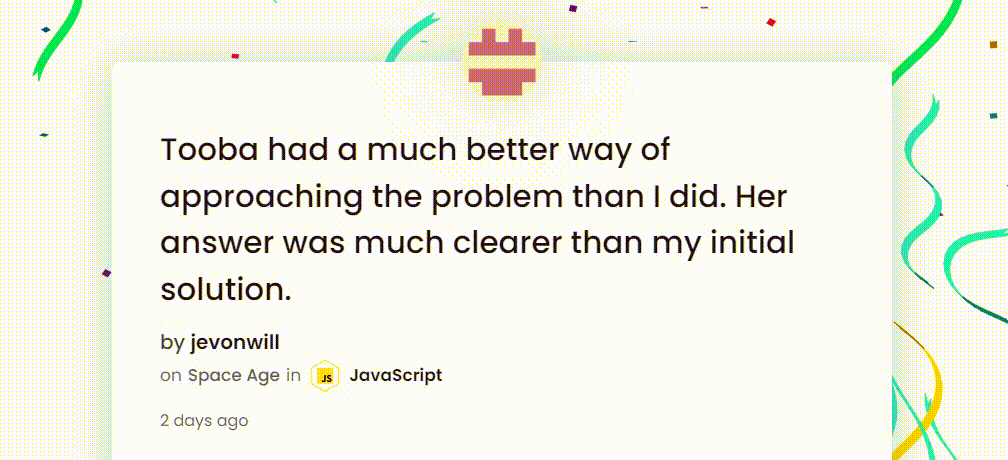 Tooba had a much better way of
approaching the problem than I did. Her
answer was much clearer than my initial
solution.
by jevonwill
on Space Age in JS JavaScript
2 days ago